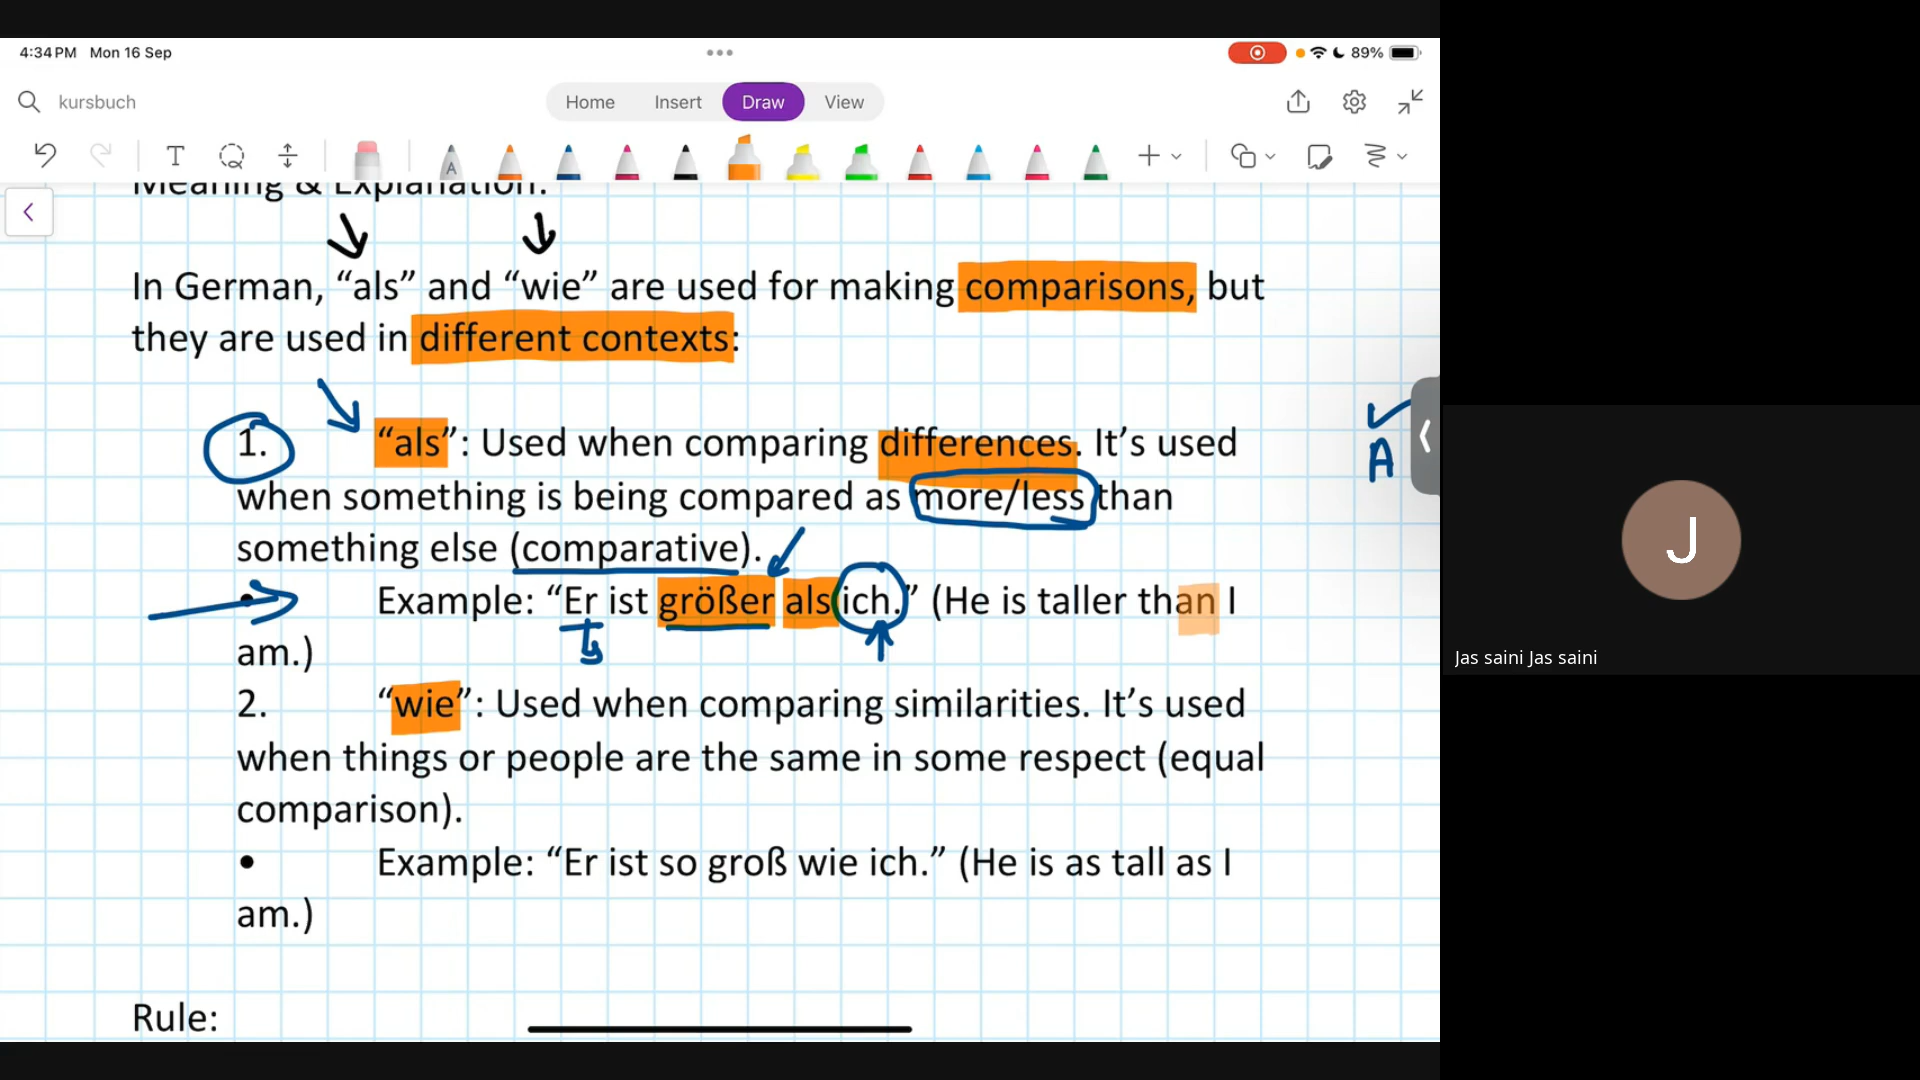 4:34 PM Mon 16 Sep
89%
kursbuch
Home Insert Draw View
T
A
Meaning & Explanation:
In German, “als” and “wie” are used for making comparisons, but
they are used in different contexts:
1. “als”: Used when comparing differences. It’s used
when something is being compared as more/less than
something else (comparative).
Example: “Er ist größer als ich.” (He is taller than I
am.)
2. “wie”: Used when comparing similarities. It’s used
when things or people are the same in some respect (equal
comparison).
• Example: “Er ist so groß wie ich.” (He is as tall as I
am.)
Rule:
A
J
Jas saini Jas saini